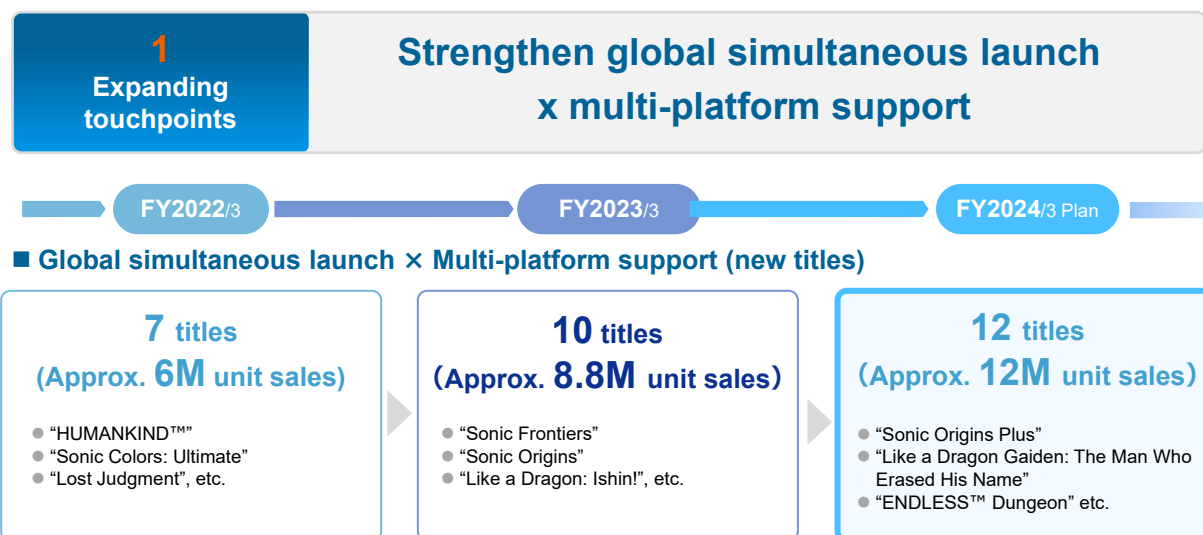 1
Expanding
touchpoints
Strengthen global simultaneous launch
x multi-platform support
FY2022/3
FY2023/3
FY2024/3 Plan
■ Global simultaneous launch × Multi-platform support (new titles)
7 titles
(Approx. 6M unit sales)
● “HUMANKIND™”
● “Sonic Colors: Ultimate”
● “Lost Judgment”, etc.
10 titles
（Approx. 8.8M unit sales）
● “Sonic Frontiers”
● “Sonic Origins”
● “Like a Dragon: Ishin!”, etc.
12 titles
（Approx. 12M unit sales）
● “Sonic Origins Plus”
● “Like a Dragon Gaiden: The Man Who
Erased His Name”
● “ENDLESS™ Dungeon” etc.